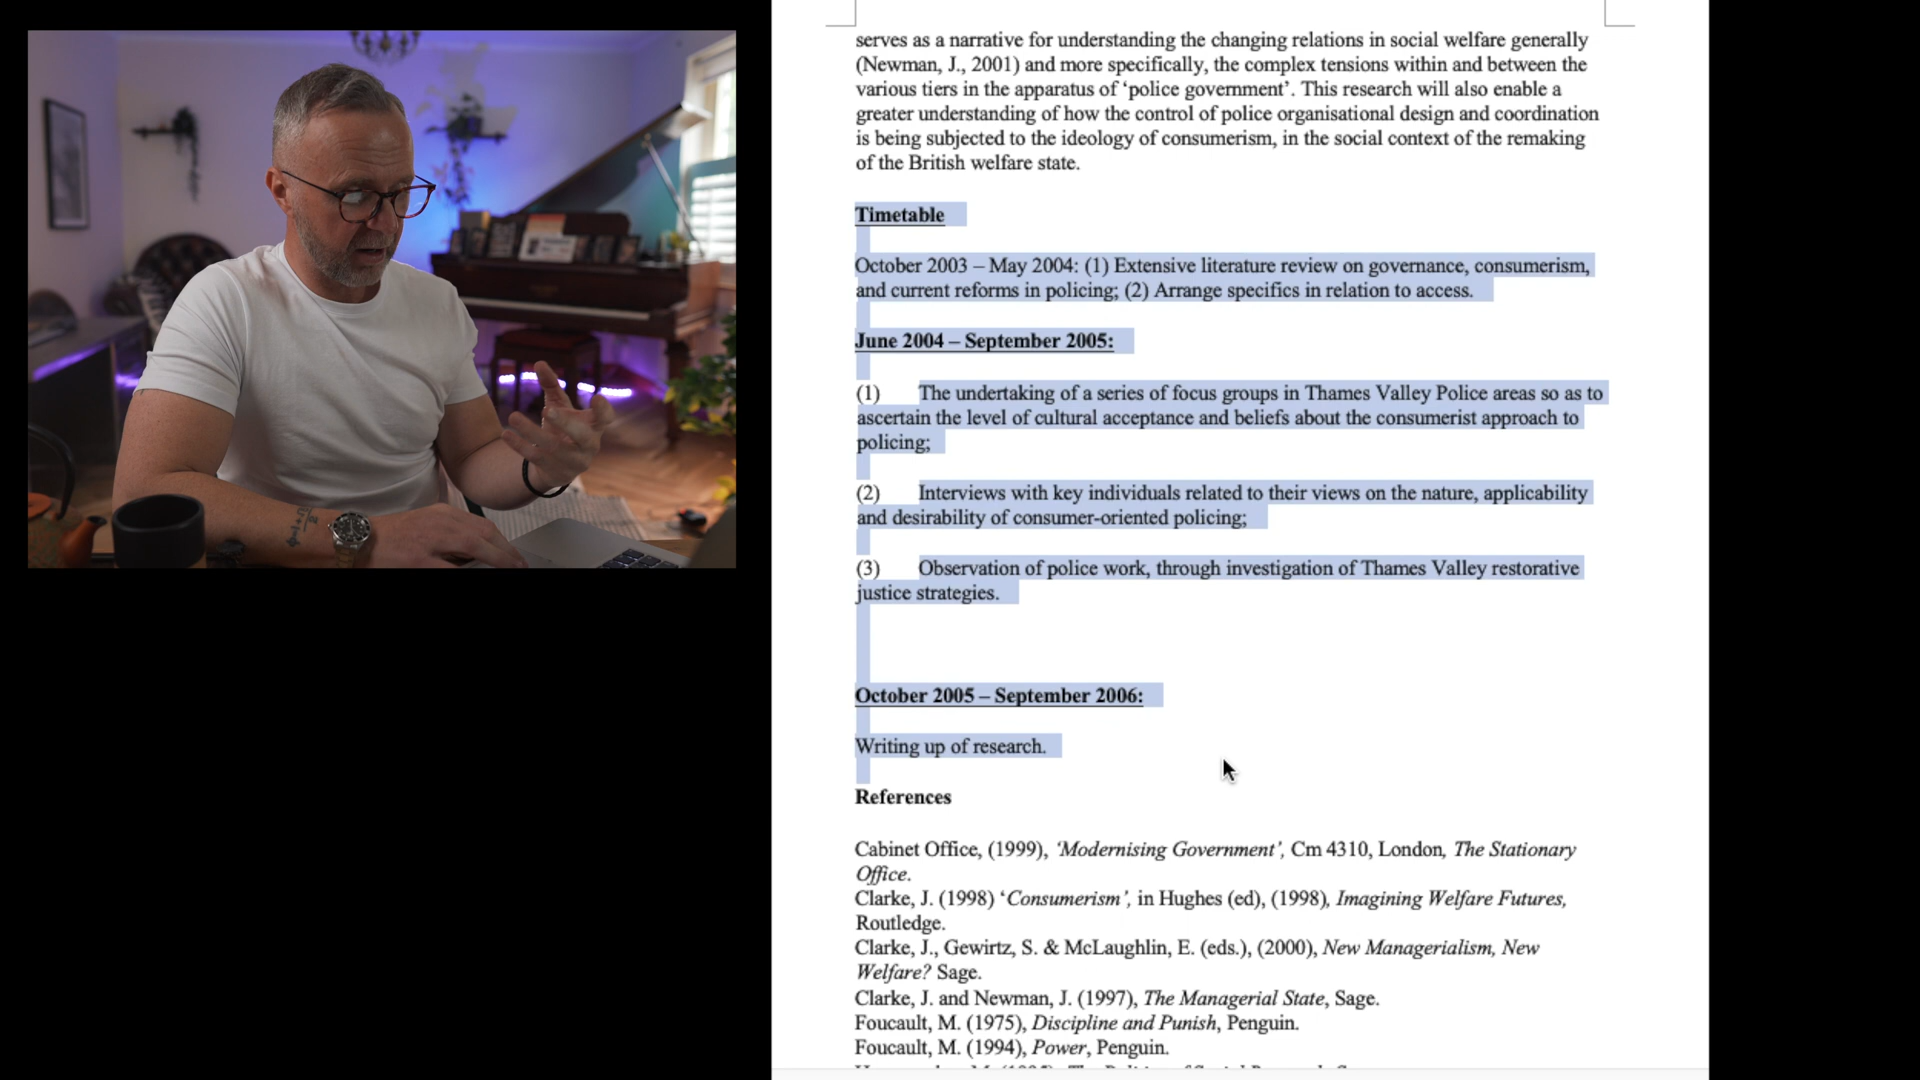 serves as a narrative for understanding the changing relations in social welfare generally
(Newman, J., 2001) and more specifically, the complex tensions within and between the
various tiers in the apparatus of ‘police government’. This research will also enable a
greater understanding of how the control of police organisational design and coordination
is being subjected to the ideology of consumerism, in the social context of the remaking
of the British welfare state.
Timetable
October 2003 – May 2004: (1) Extensive literature review on governance, consumerism,
and current reforms in policing; (2) Arrange specifics in relation to access.
June 2004 – September 2005:
(1) The undertaking of a series of focus groups in Thames Valley Police areas so as to
ascertain the level of cultural acceptance and beliefs about the consumerist approach to
policing;
(2) Interviews with key individuals related to their views on the nature, applicability
and desirability of consumer-oriented policing;
(3) Observation of police work, through investigation of Thames Valley restorative
justice strategies.
October 2005 – September 2006:
Writing up of research.
References
Cabinet Office, (1999), ‘Modernising Government’, Cm 4310, London, The Stationary
Office.
Clarke, J. (1998) ‘Consumerism’, in Hughes (ed), (1998), Imagining Welfare Futures,
Routledge.
Clarke, J., Gewirtz, S. & McLaughlin, E. (eds.), (2000), New Managerialism, New
Welfare? Sage.
Clarke, J. and Newman, J. (1997), The Managerial State, Sage.
Foucault, M. (1975), Discipline and Punish, Penguin.
Foucault, M. (1994), Power, Penguin.